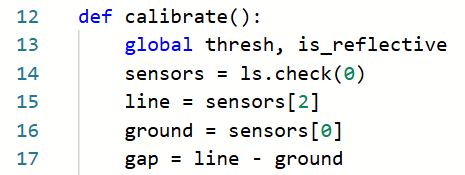 12 def calibrate():
13     global thresh, is_reflective
14     sensors = ls.check(0)
15     line = sensors[2]
16     ground = sensors[0]
17     gap = line - ground